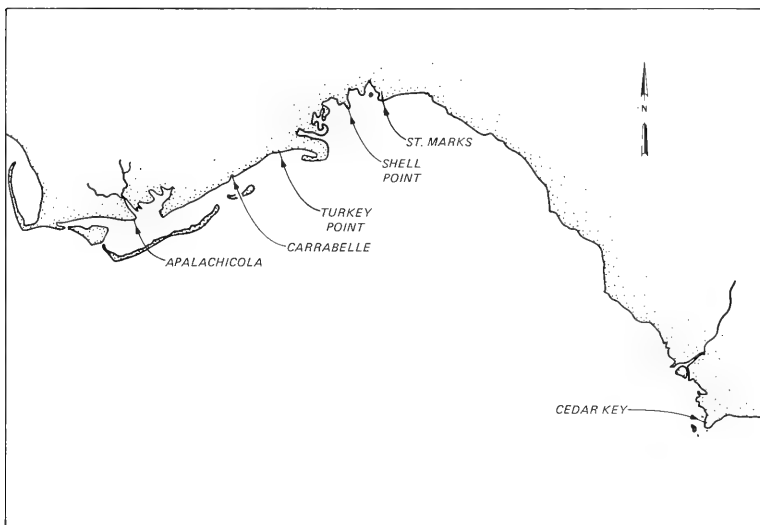 N
ST. MARKS
SHELL
POINT
TURKEY
POINT
CARRABELLE
APALACHICOLA
CEDAR KEY